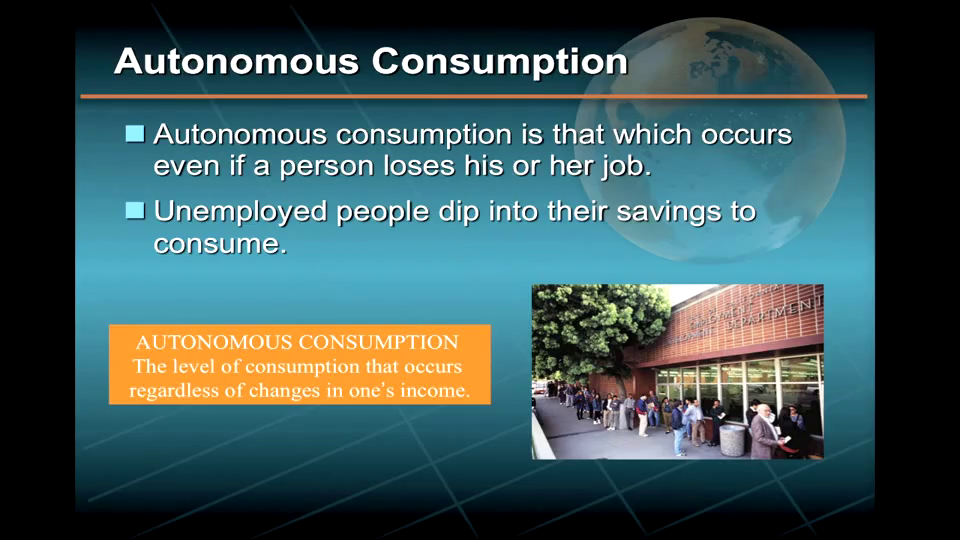 Autonomous Consumption
Autonomous consumption is that which occurs
even if a person loses his or her job.
Unemployed people dip into their savings to
consume.
AUTONOMOUS CONSUMPTION
The level of consumption that occurs
regardless of changes in one's income.
DEPARTMENT